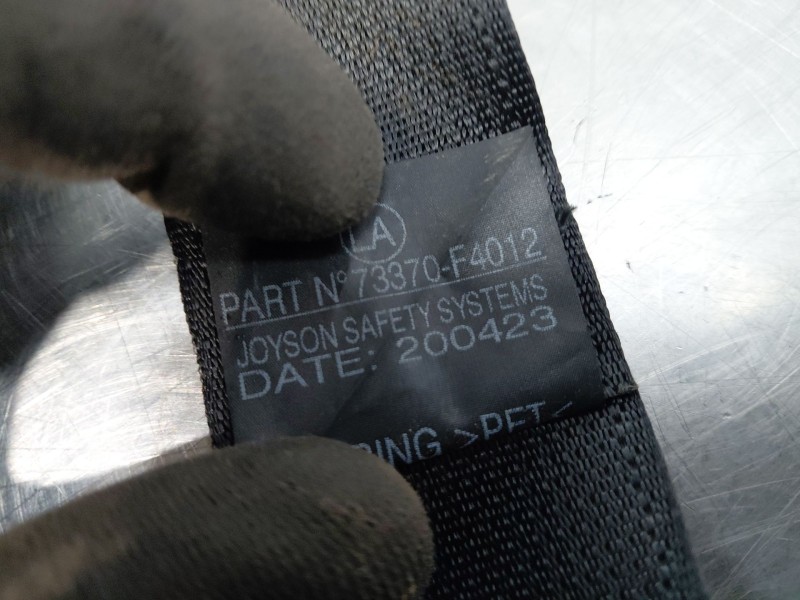 LA
PART N° 73370-F4012
JOYSON SAFETY SYSTEMS
DATE: 200423
>PET<